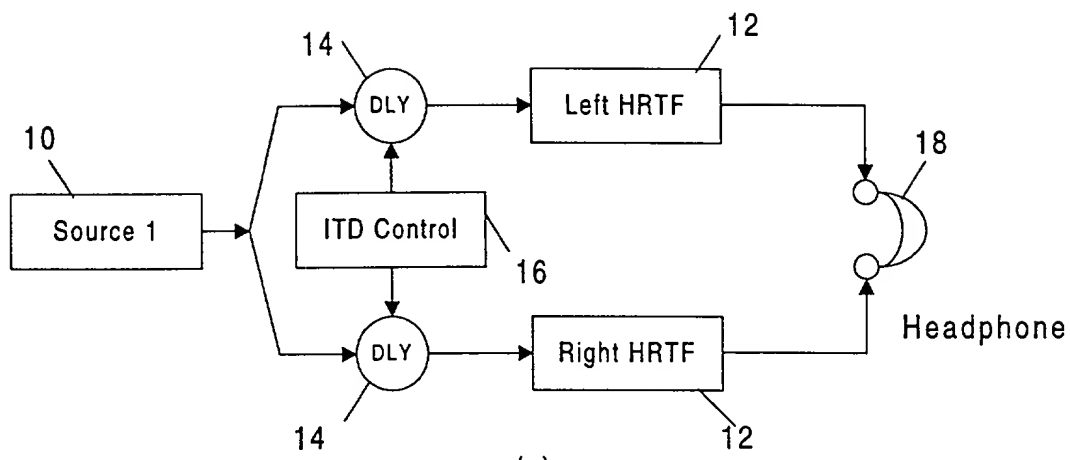 14
12
DLY
Left HRTF
10
18
Source 1
ITD Control
16
DLY
Right HRTF
Headphone
14
12